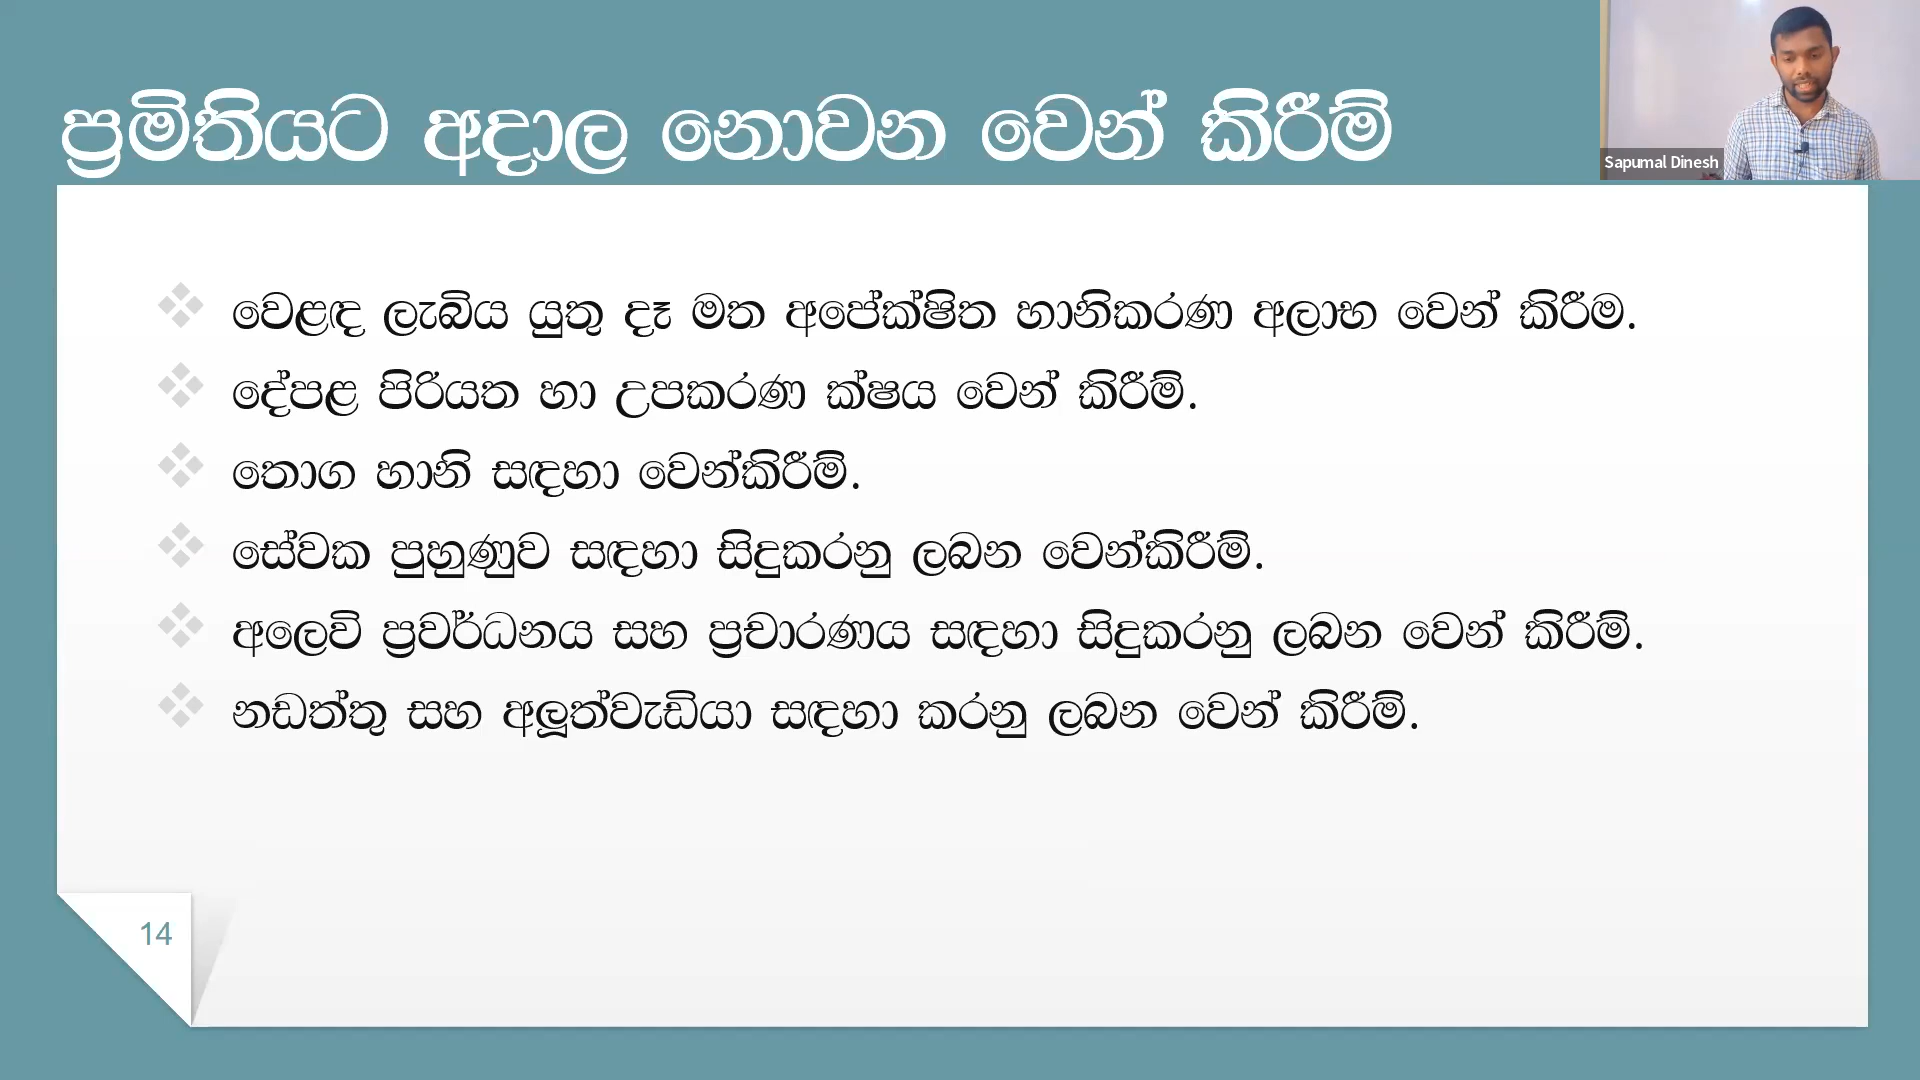 ප්‍රමිතියට අදාල නොවන වෙන් කිරීම්
Sapumal Dinesh
වෙළඳ ලැබිය යුතු දෑ මත අපේක්ෂිත හානිකරණ අලාභ වෙන් කිරීම.
දේපළ පිරියත හා උපකරණ ක්ෂය වෙන් කිරීම්.
තොග හානි සඳහා වෙන්කිරීම්.
සේවක පුහුණුව සඳහා සිදුකරනු ලබන වෙන්කිරීම්.
අලෙවි ප්‍රවර්ධනය සහ ප්‍රචාරණය සඳහා සිදුකරනු ලබන වෙන් කිරීම්.
නඩත්තු සහ අලූත්වැඩියා සඳහා කරනු ලබන වෙන් කිරීම්.
14